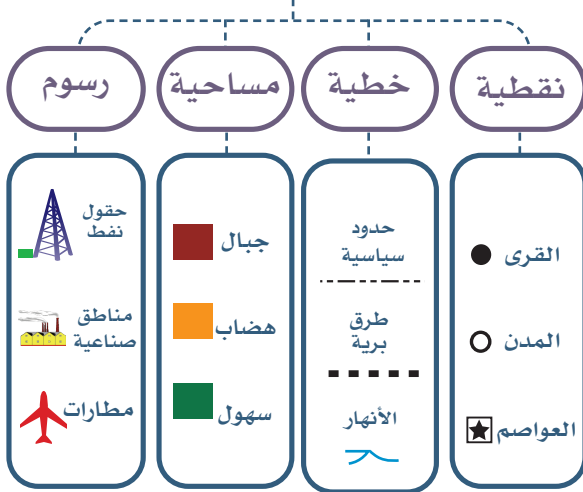 نقطية
خطية
مساحية
رسوم
القرى
المدن
العواصم
حدود
سياسية
طرق
برية
الأنهار
جبال
هضاب
سهول
حقول
نفط
مناطق
صناعية
مطارات